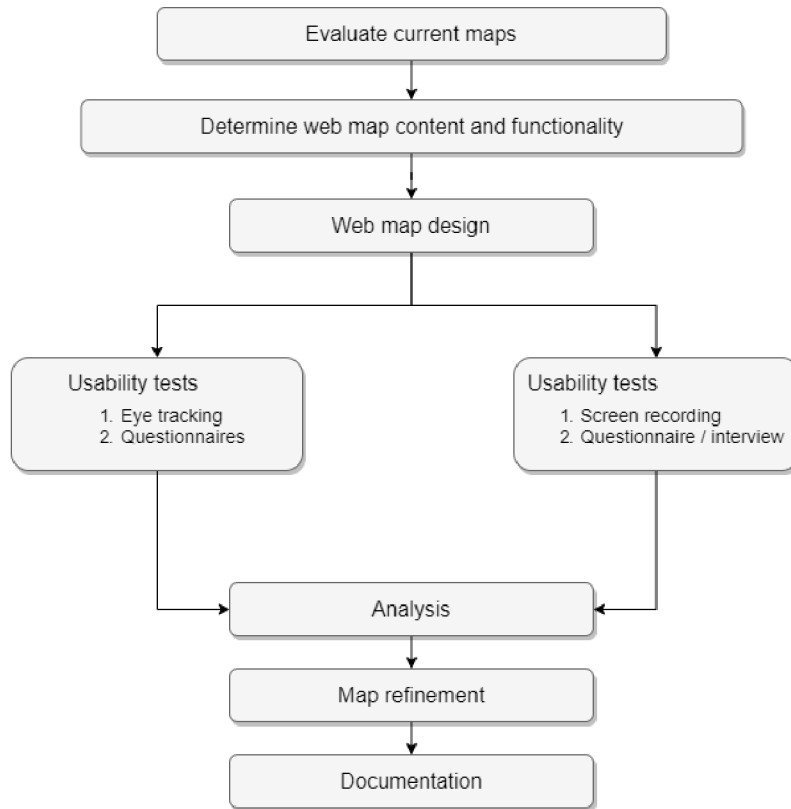 Evaluate current maps
Determine web map content and functionality
Web map design
Usability tests
1. Eye tracking
2. Questionnaires
Usability tests
1. Screen recording
2. Questionnaire / interview
Analysis
Map refinement
Documentation